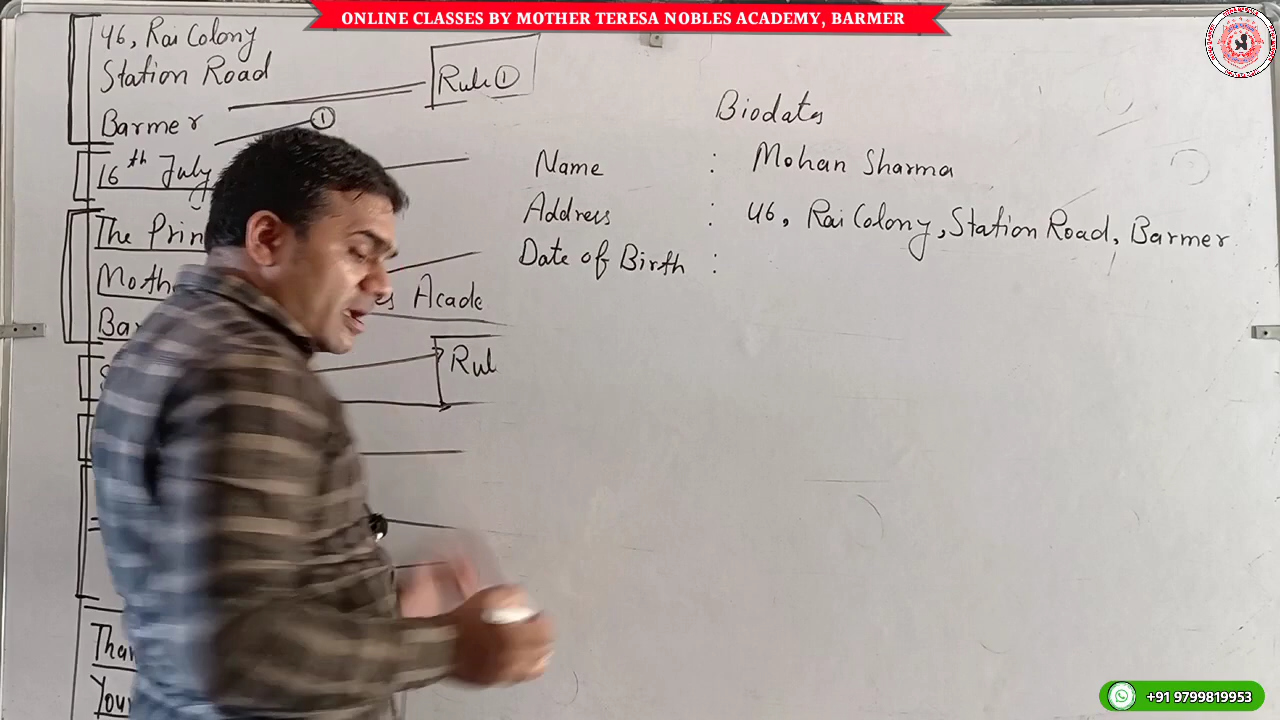 ONLINE CLASSES BY MOTHER TERESA NOBLES ACADEMY, BARMER
46, Rai Colony
Station Road
Barmer
Rule 1
1
16th July
The Prin
Moth es Acade
Ba
Rul
Than
Your
Biodata
Name : Mohan Sharma
Address : 46, Rai Colony, Station Road, Barmer
Date of Birth :
+91 9799819953